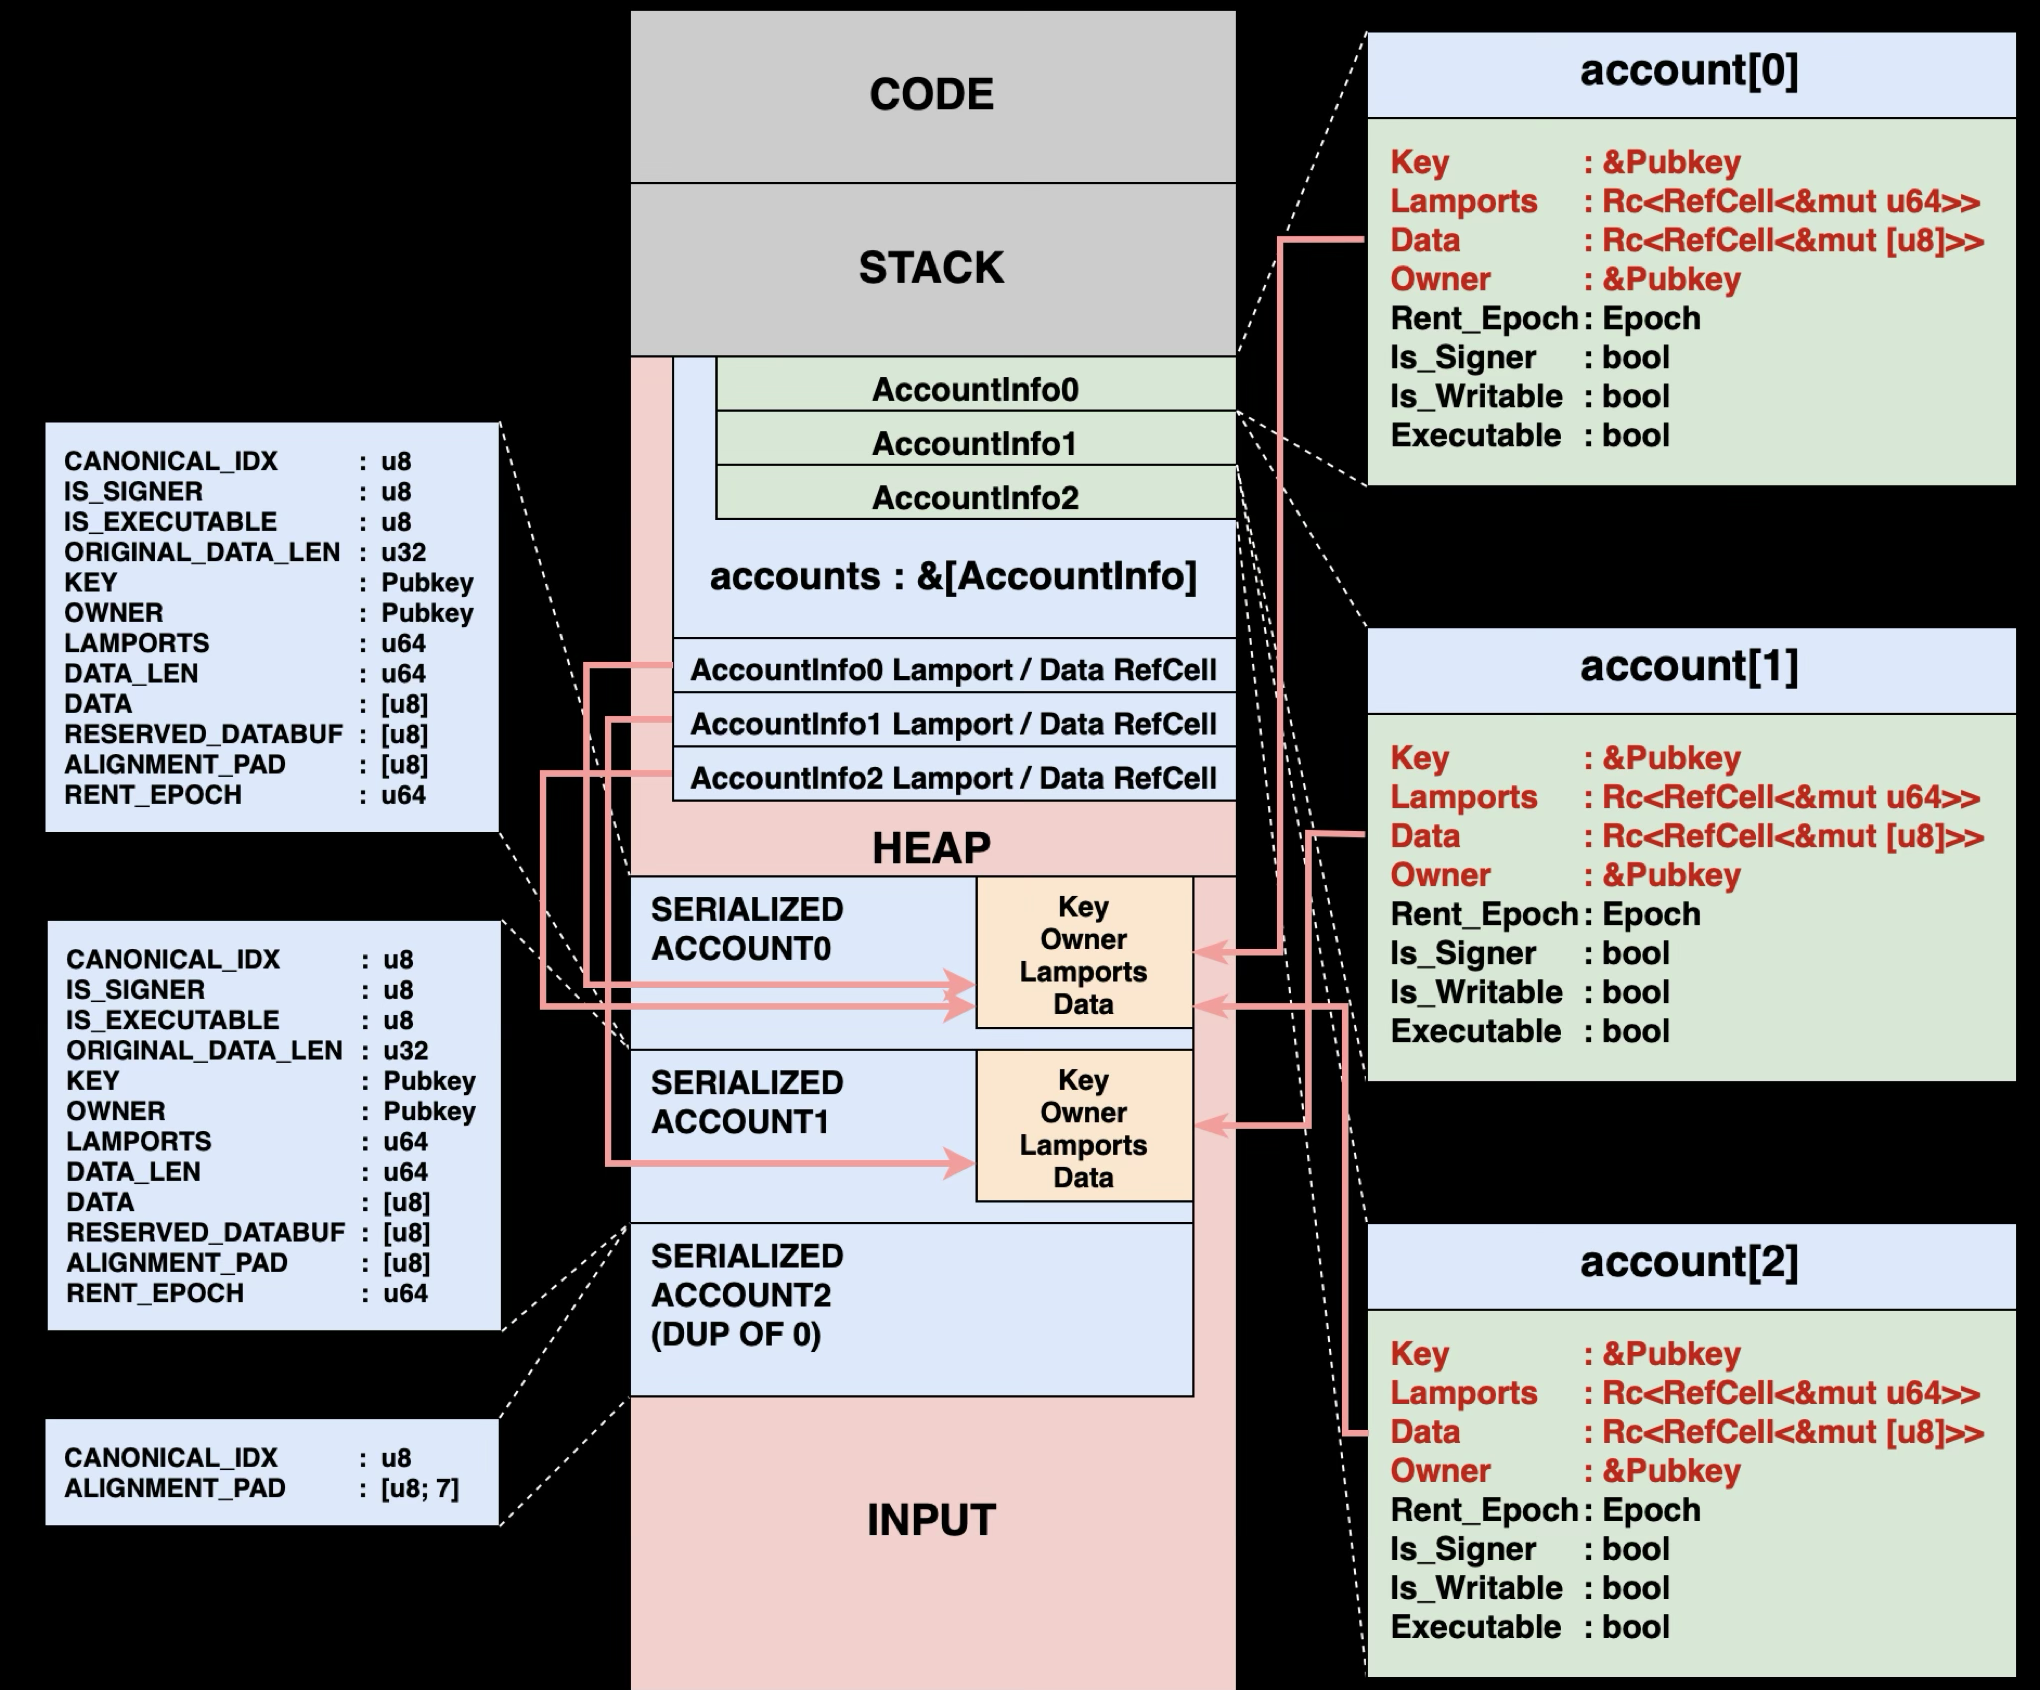 CODE
STACK
AccountInfo0
AccountInfo1
AccountInfo2
accounts : &[AccountInfo]
AccountInfo0 Lamport / Data RefCell
AccountInfo1 Lamport / Data RefCell
AccountInfo2 Lamport / Data RefCell
HEAP
SERIALIZED
ACCOUNT0
Key
Owner
Lamports
Data
SERIALIZED
ACCOUNT1
Key
Owner
Lamports
Data
SERIALIZED
ACCOUNT2
(DUP OF 0)
INPUT
CANONICAL_IDX : u8
IS_SIGNER : u8
IS_EXECUTABLE : u8
ORIGINAL_DATA_LEN : u32
KEY : Pubkey
OWNER : Pubkey
LAMPORTS : u64
DATA_LEN : u64
DATA : [u8]
RESERVED_DATABUF : [u8]
ALIGNMENT_PAD : [u8]
RENT_EPOCH : u64
CANONICAL_IDX : u8
IS_SIGNER : u8
IS_EXECUTABLE : u8
ORIGINAL_DATA_LEN : u32
KEY : Pubkey
OWNER : Pubkey
LAMPORTS : u64
DATA_LEN : u64
DATA : [u8]
RESERVED_DATABUF : [u8]
ALIGNMENT_PAD : [u8]
RENT_EPOCH : u64
CANONICAL_IDX : u8
ALIGNMENT_PAD : [u8; 7]
account[0]
Key : &Pubkey
Lamports : Rc<RefCell<&mut u64>>
Data : Rc<RefCell<&mut [u8]>>
Owner : &Pubkey
Rent_Epoch : Epoch
Is_Signer : bool
Is_Writable : bool
Executable : bool
account[1]
Key : &Pubkey
Lamports : Rc<RefCell<&mut u64>>
Data : Rc<RefCell<&mut [u8]>>
Owner : &Pubkey
Rent_Epoch : Epoch
Is_Signer : bool
Is_Writable : bool
Executable : bool
account[2]
Key : &Pubkey
Lamports : Rc<RefCell<&mut u64>>
Data : Rc<RefCell<&mut [u8]>>
Owner : &Pubkey
Rent_Epoch : Epoch
Is_Signer : bool
Is_Writable : bool
Executable : bool